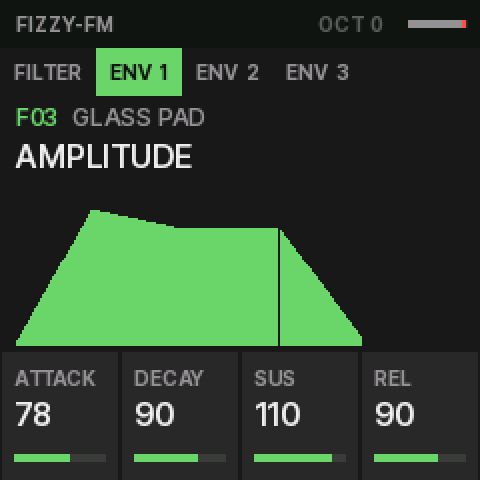 FIZZY-FM OCT 0
FILTER ENV 1 ENV 2 ENV 3
F03 GLASS PAD
AMPLITUDE
ATTACK DECAY SUS REL
78 90 110 90